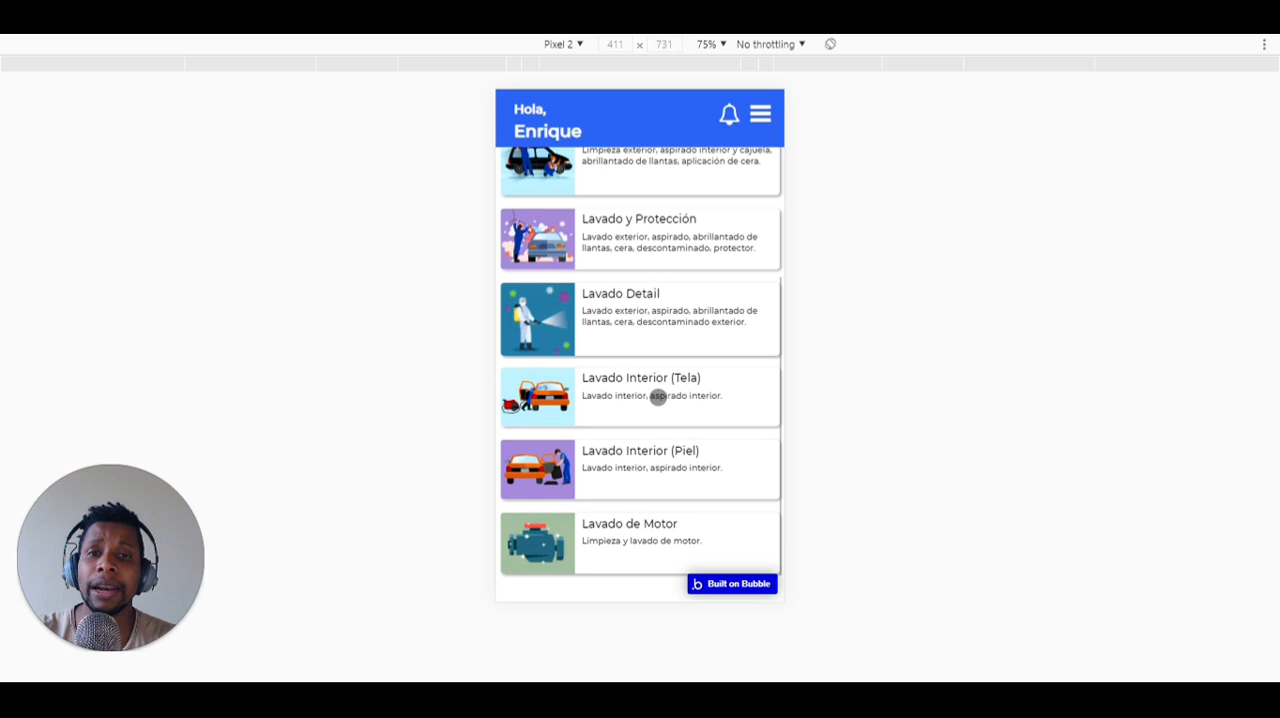 Pixel 2 411 x 731 75% No throttling
Hola,
Enrique
Limpieza exterior, aspirado interior y cajuela,
abrillantado de llantas, aplicación de cera.
Lavado y Protección
Lavado exterior, aspirado, abrillantado de
llantas, cera, descontaminado, protector.
Lavado Detail
Lavado exterior, aspirado, abrillantado de
llantas, cera, descontaminado exterior.
Lavado Interior (Tela)
Lavado interior, aspirado interior.
Lavado Interior (Piel)
Lavado interior, aspirado interior.
Lavado de Motor
Limpieza y lavado de motor.
.b Built on Bubble